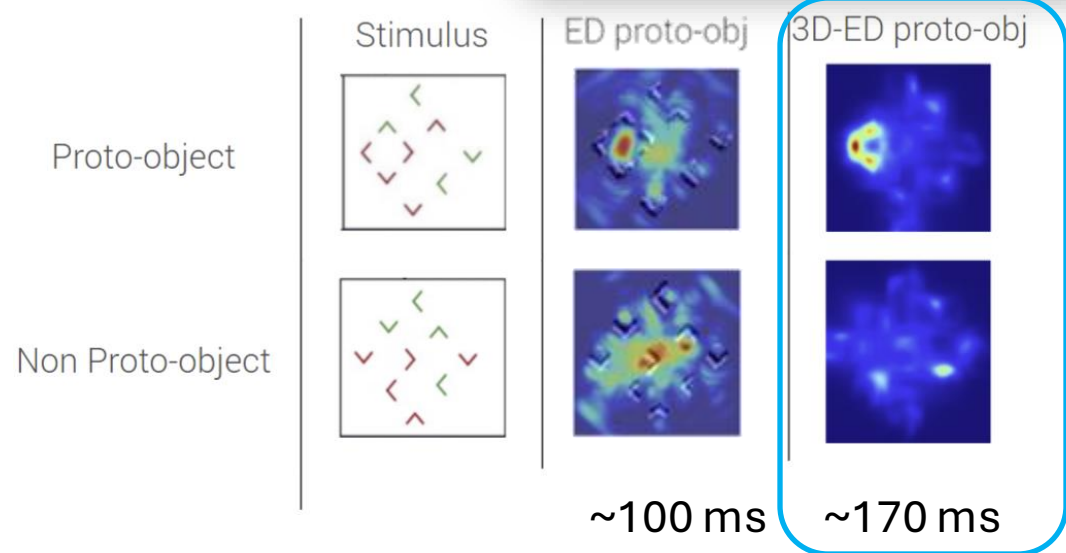 Stimulus
ED proto-obj
3D-ED proto-obj
Proto-object
Non Proto-object
~100 ms
~170 ms